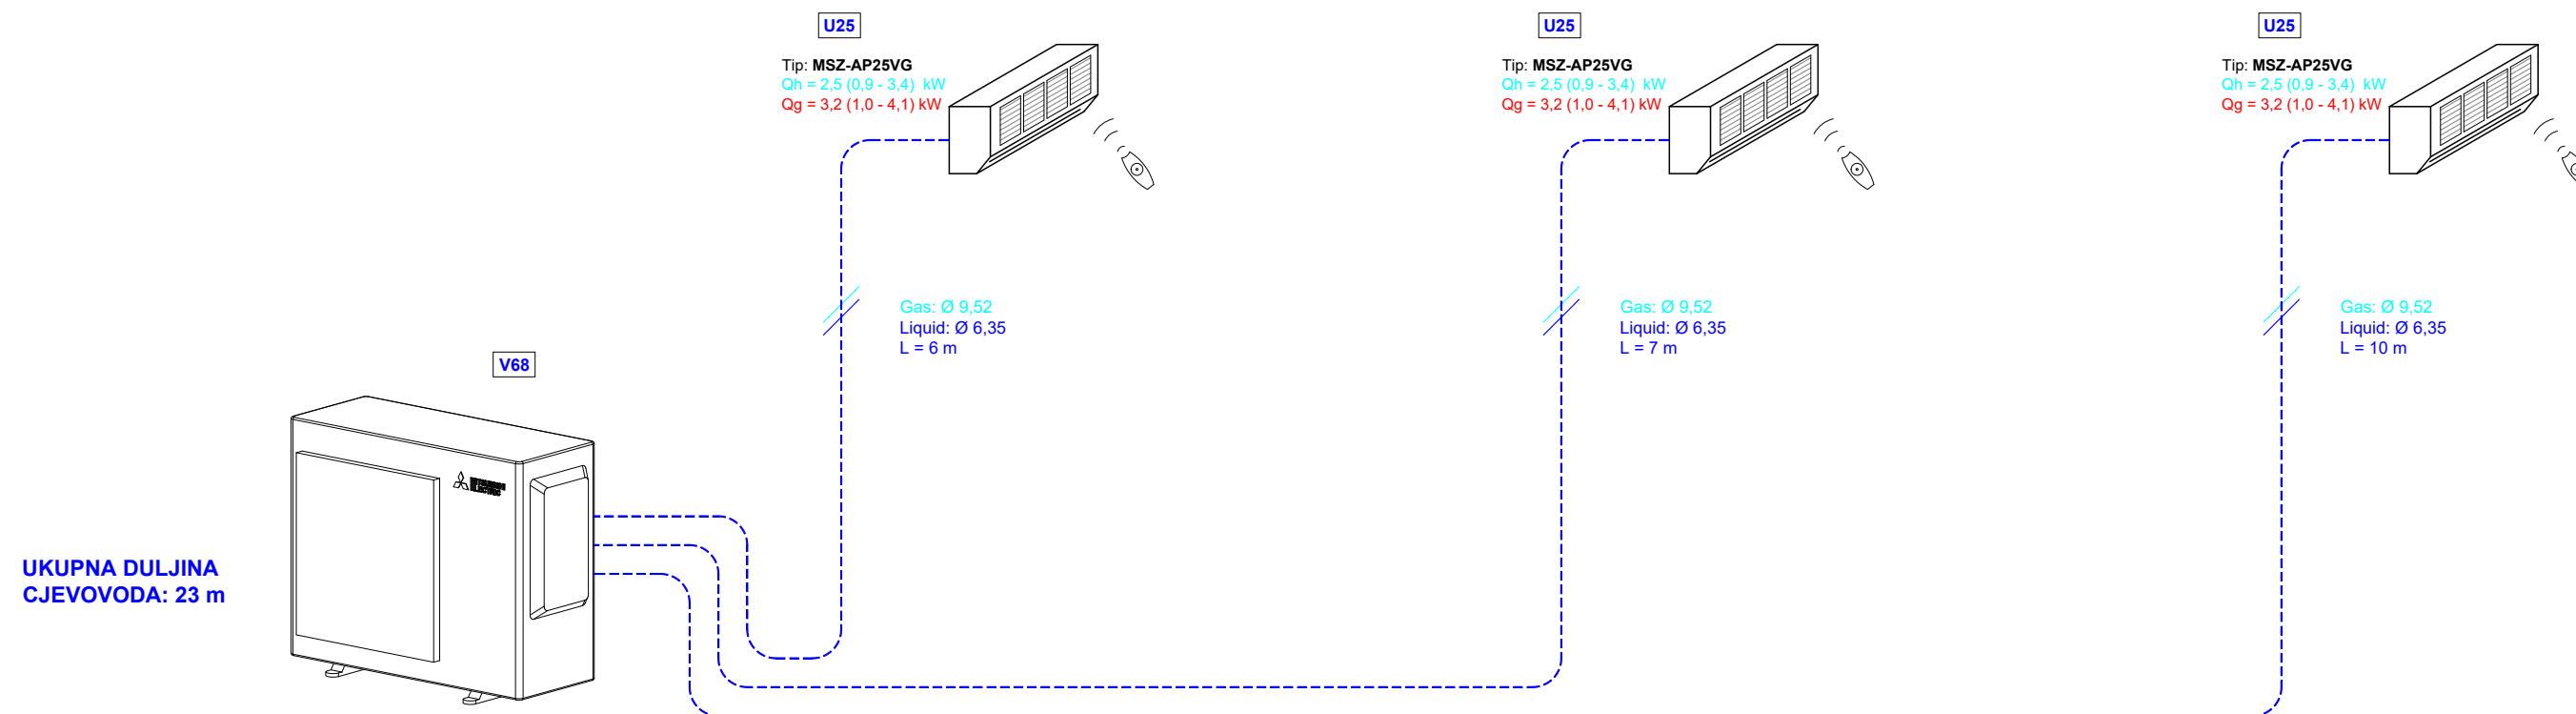 U25
Tip: MSZ-AP25VG
Qh = 2,5 (0,9 - 3,4) kW
Qg = 3,2 (1,0 - 4,1) kW
Gas: Ø 9,52
Liquid: Ø 6,35
L = 6 m
U25
Tip: MSZ-AP25VG
Qh = 2,5 (0,9 - 3,4) kW
Qg = 3,2 (1,0 - 4,1) kW
Gas: Ø 9,52
Liquid: Ø 6,35
L = 7 m
U25
Tip: MSZ-AP25VG
Qh = 2,5 (0,9 - 3,4) kW
Qg = 3,2 (1,0 - 4,1) kW
Gas: Ø 9,52
Liquid: Ø 6,35
L = 10 m
V68
MITSUBISHI
ELECTRIC
UKUPNA DULJINA
CJEVOVODA: 23 m